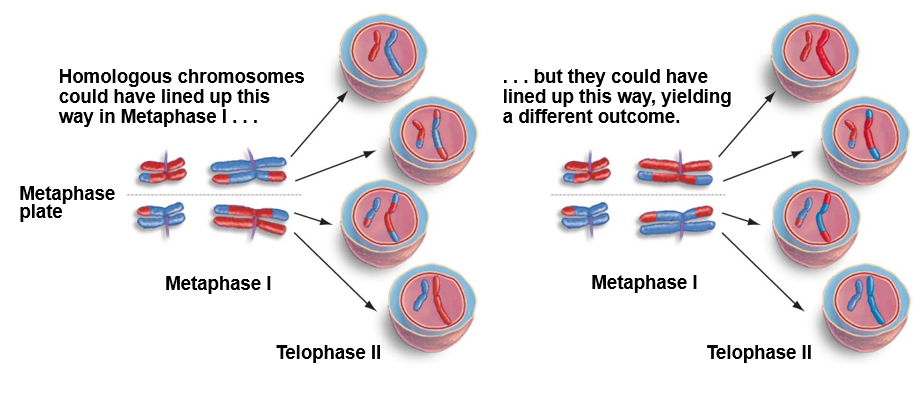 Homologous chromosomes
could have lined up this
way in Metaphase I . . .
. . . but they could have
lined up this way, yielding
a different outcome.
Metaphase
plate
Metaphase I
Metaphase I
Telophase II
Telophase II